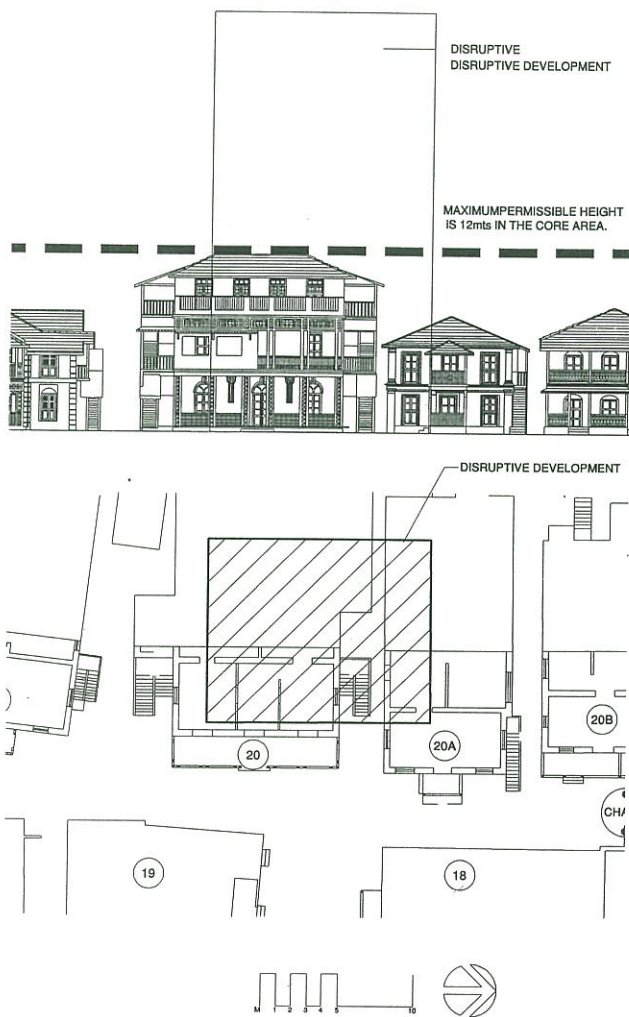 DISRUPTIVE
DISRUPTIVE DEVELOPMENT
MAXIMUMPERMISSIBLE HEIGHT
IS 12mts IN THE CORE AREA.
DISRUPTIVE DEVELOPMENT
20
20A
20B
CHA
19
18
M 1 2 3 4 5 10